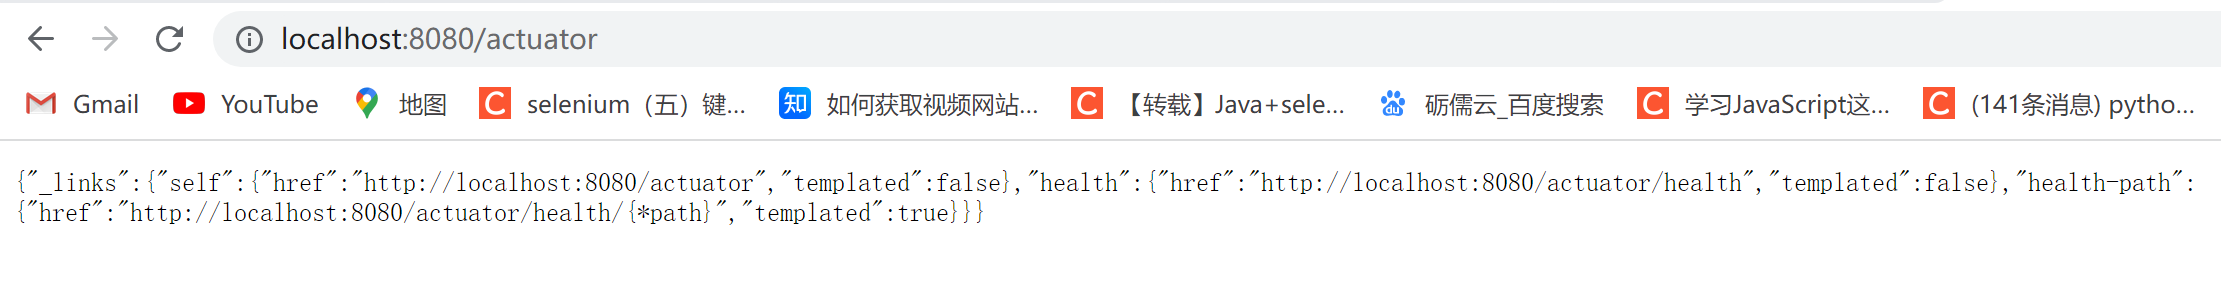 localhost:8080/actuator
Gmail YouTube 地图 C selenium（五）键... 知 如何获取视频网站... C 【转载】Java+sele... du 砺儒云_百度搜索 C 学习JavaScript这... C (141条消息) pytho...
{"_links":{"self":{"href":"http://localhost:8080/actuator","templated":false},"health":{"href":"http://localhost:8080/actuator/health","templated":false},"health-path":
{"href":"http://localhost:8080/actuator/health/{*path}","templated":true}}}